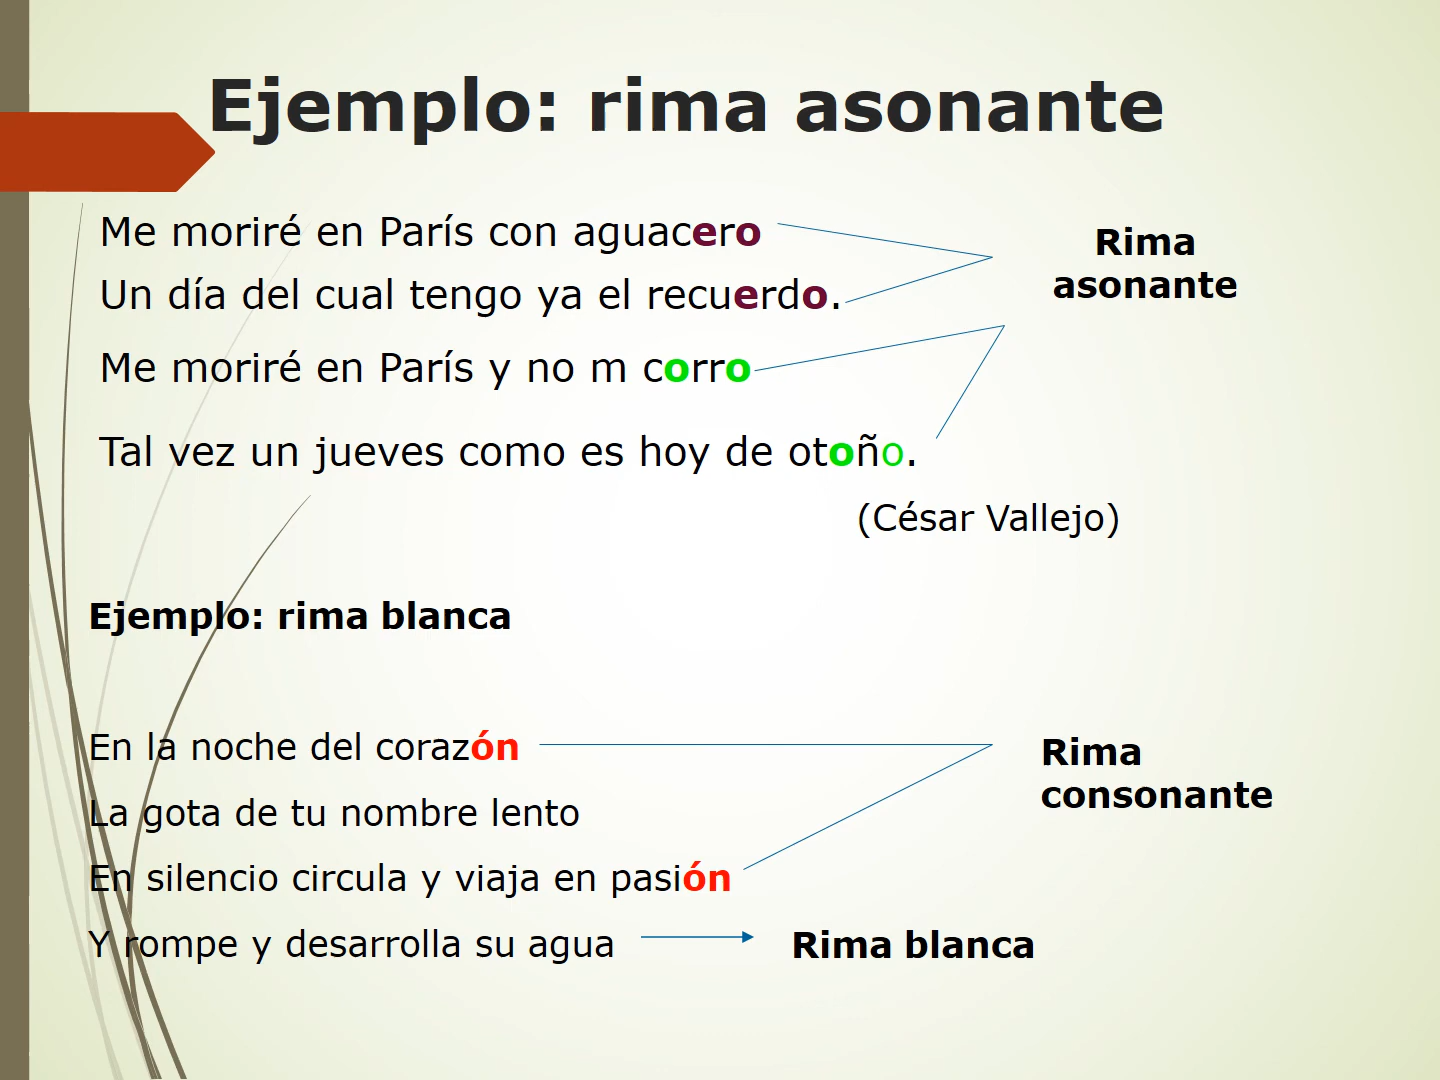 Ejemplo: rima asonante
Me moriré en París con aguacero
Un día del cual tengo ya el recuerdo.
Rima
asonante
Me moriré en París y no m corro
Tal vez un jueves como es hoy de otoño.
(César Vallejo)
Ejemplo: rima blanca
En la noche del corazón
La gota de tu nombre lento
Rima
consonante
En silencio circula y viaja en pasión
Y rompe y desarrolla su agua
Rima blanca